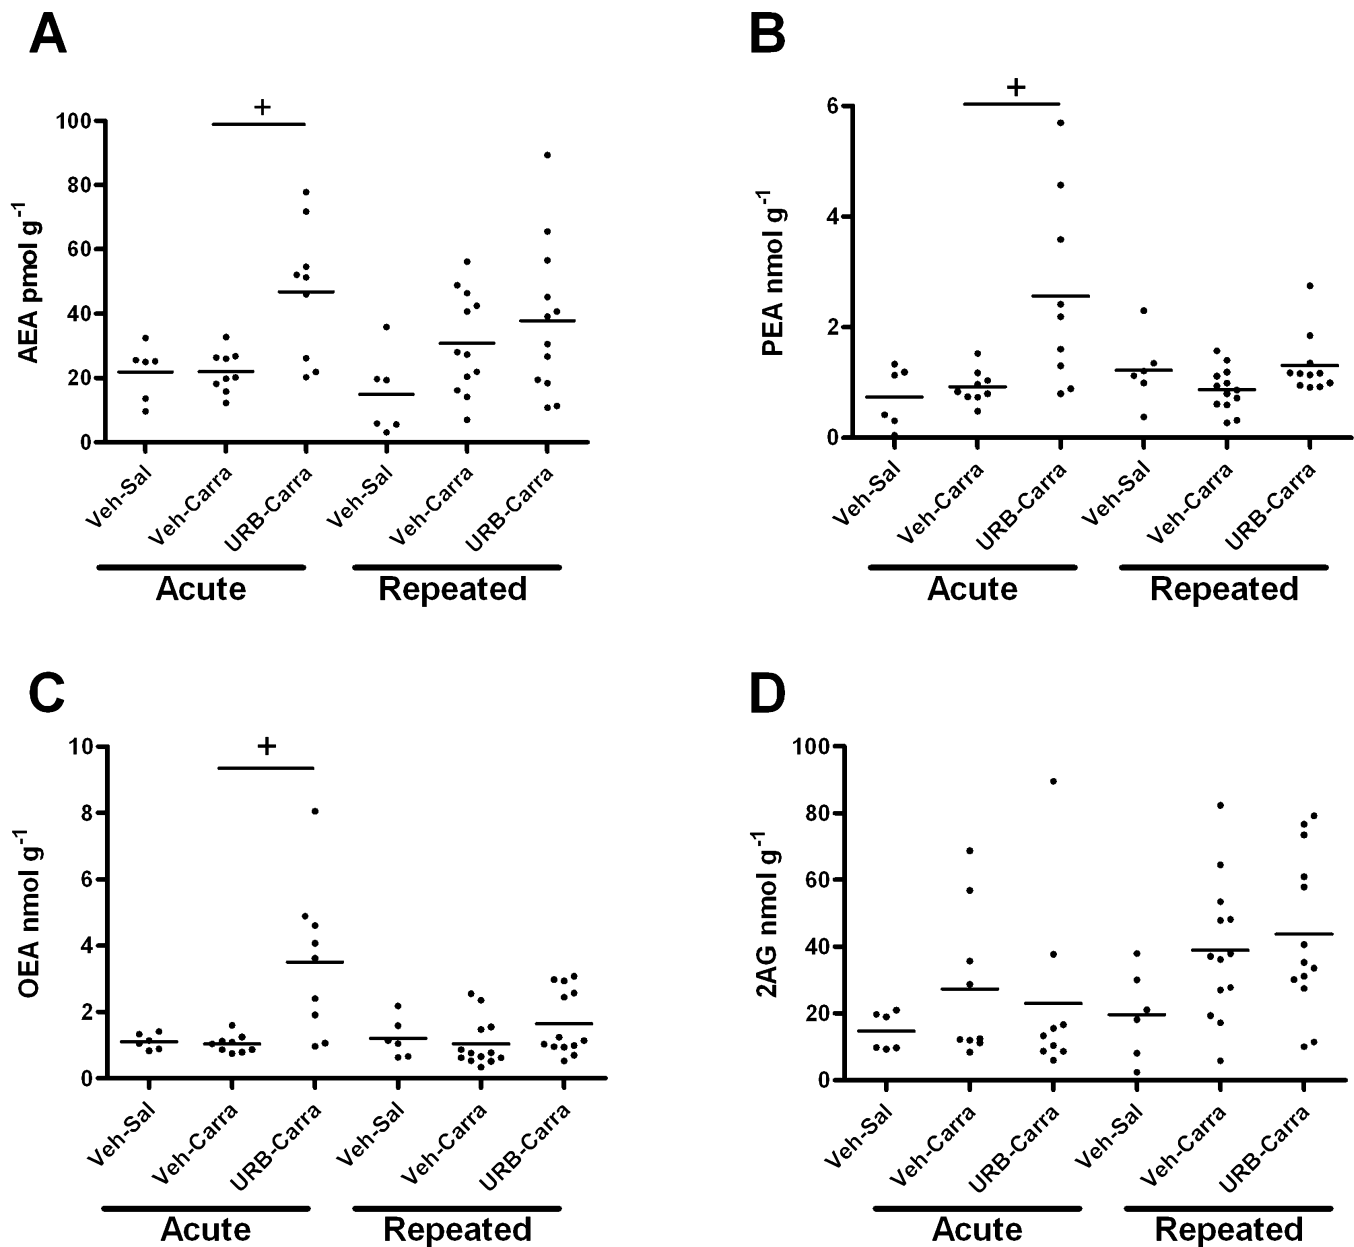 A
+
AEA pmol g-1
100
80
60
40
20
0
Veh-Sal
Veh-Carra
URB-Carra
Veh-Sal
Veh-Carra
URB-Carra
Acute
Repeated
B
+
PEA nmol g-1
6
4
2
0
Veh-Sal
Veh-Carra
URB-Carra
Veh-Sal
Veh-Carra
URB-Carra
Acute
Repeated
C
+
OEA nmol g-1
10
8
6
4
2
0
Veh-Sal
Veh-Carra
URB-Carra
Veh-Sal
Veh-Carra
URB-Carra
Acute
Repeated
D
2AG nmol g-1
100
80
60
40
20
0
Veh-Sal
Veh-Carra
URB-Carra
Veh-Sal
Veh-Carra
URB-Carra
Acute
Repeated